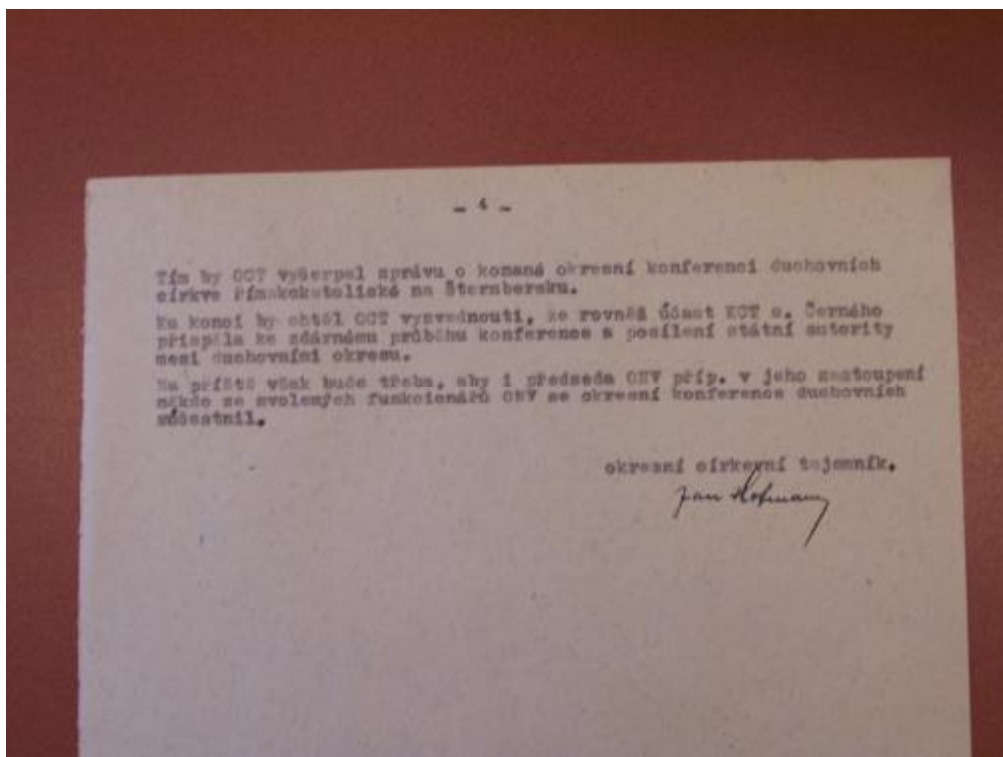 - 4 -
Tím by OCT vyčerpal zprávu o konané okresní konferenci duchovních
církve římskokatolické na Šternbersku.
Ku konci by chtěl OCT vyzvednouti, že rovněž účast KCT s. Černého
přispěla ke zdárnému průběhu konference a posílení státní autority
mezi duchovními okresu.
Na příště však bude třeba, aby i předseda ONV příp. v jeho zastoupení
někdo ze zvolených funkcionářů ONV se okresní konference duchovních
zúčastnil.
okresní církevní tajemník.
Jan Hofmann